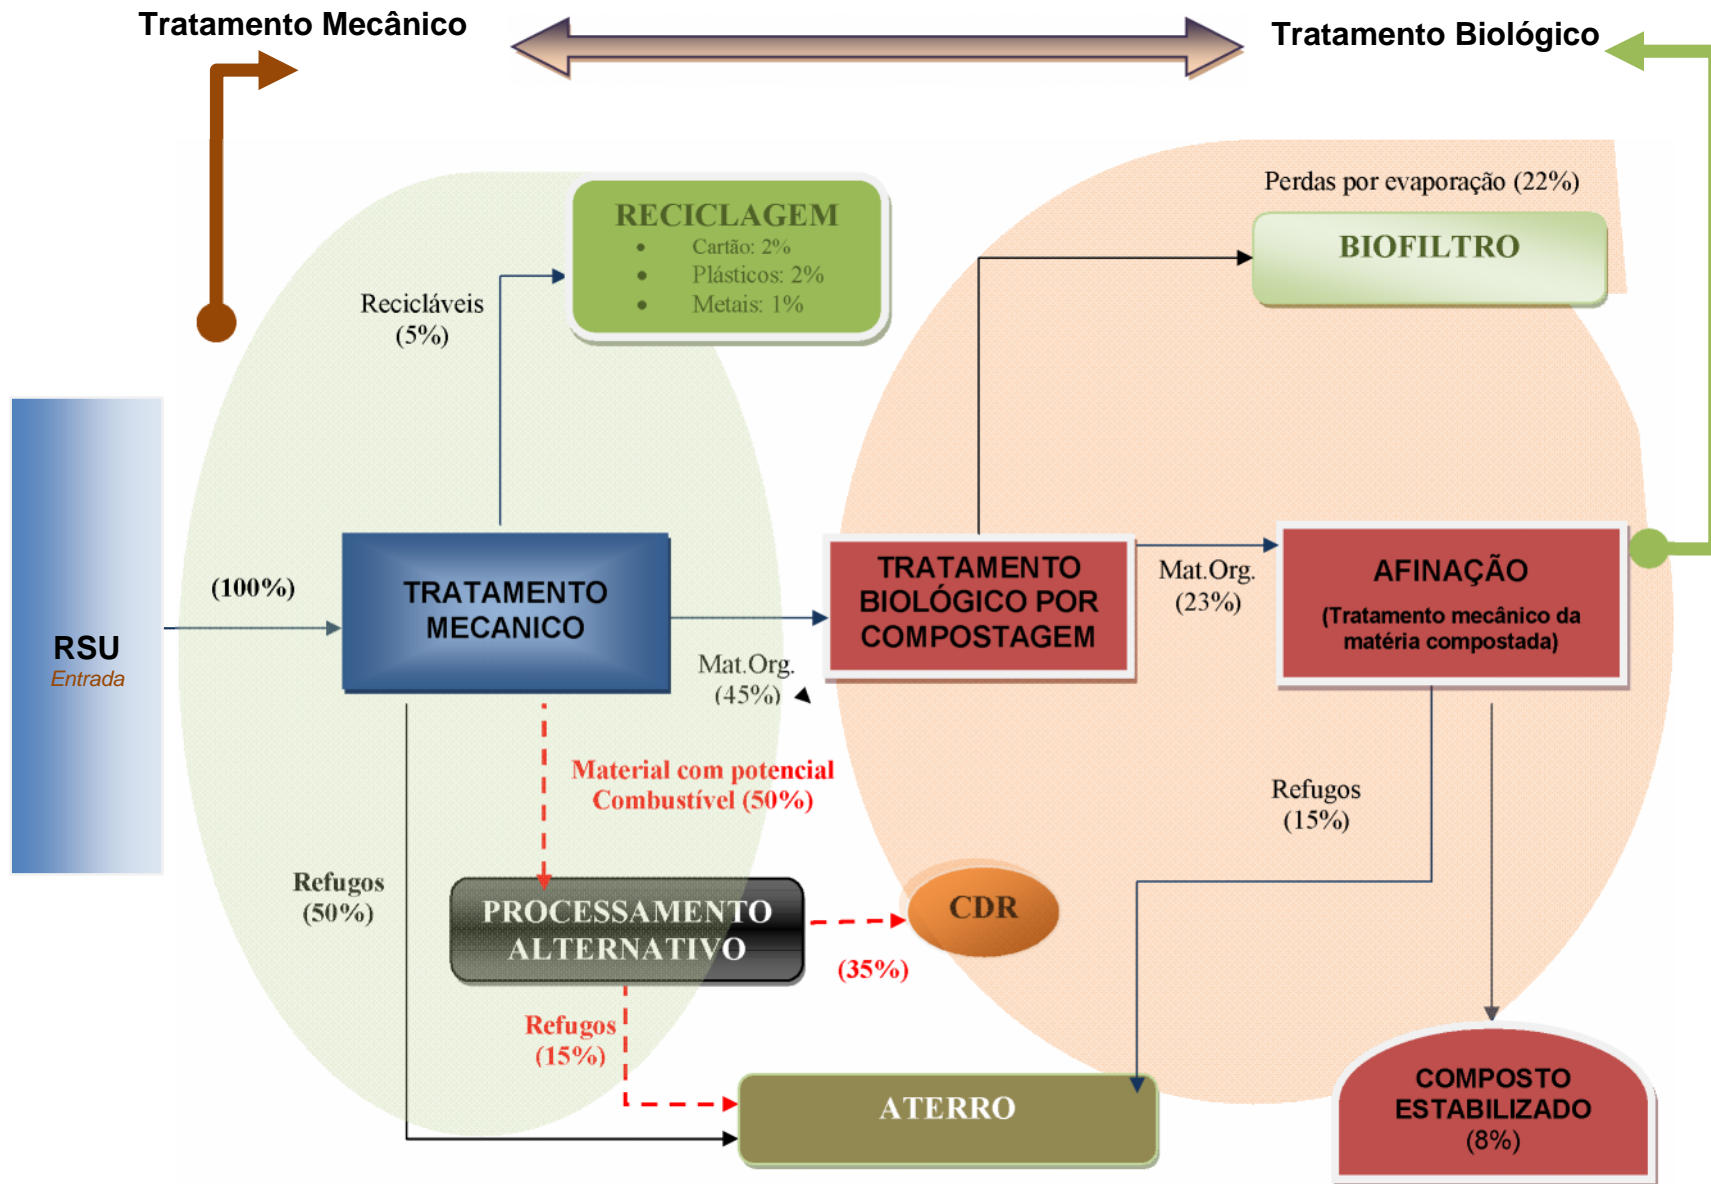 Tratamento Mecânico
Tratamento Biológico
Perdas por evaporação (22%)
RECICLAGEM
• Cartão: 2%
• Plásticos: 2%
• Metais: 1%
BIOFILTRO
Recicláveis
(5%)
(100%)
RSU
Entrada
TRATAMENTO
MECANICO
Mat.Org.
(45%)
TRATAMENTO
BIOLÓGICO POR
COMPOSTAGEM
Mat.Org.
(23%)
AFINAÇÃO
(Tratamento mecânico da
matéria compostada)
Material com potencial
Combustível (50%)
Refugos
(15%)
Refugos
(50%)
PROCESSAMENTO
ALTERNATIVO
CDR
(35%)
Refugos
(15%)
ATERRO
COMPOSTO
ESTABILIZADO
(8%)